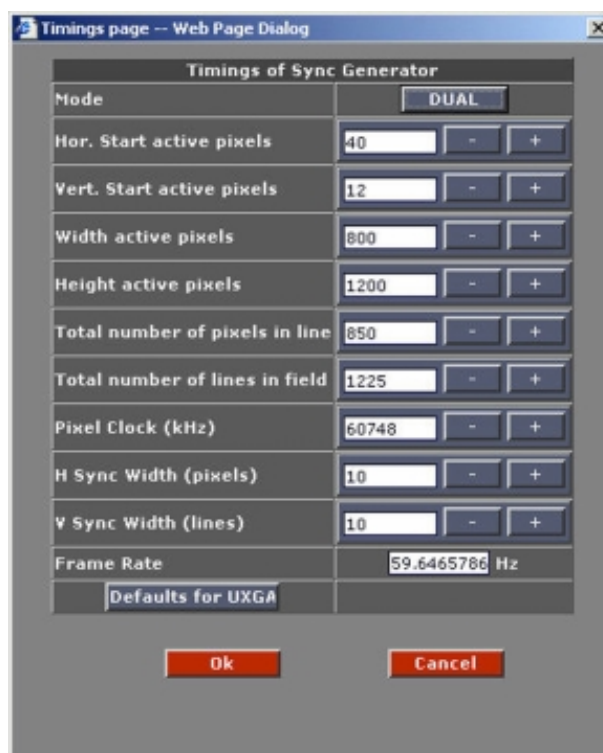 Timings page -- Web Page Dialog
Timings of Sync Generator
Mode DUAL
Hor. Start active pixels 40 - +
Vert. Start active pixels 12 - +
Width active pixels 800 - +
Height active pixels 1200 - +
Total number of pixels in line 850 - +
Total number of lines in field 1225 - +
Pixel Clock (kHz) 60748 - +
H Sync Width (pixels) 10 - +
V Sync Width (lines) 10 - +
Frame Rate 59.6465786 Hz
Defaults for UXGA
Ok Cancel